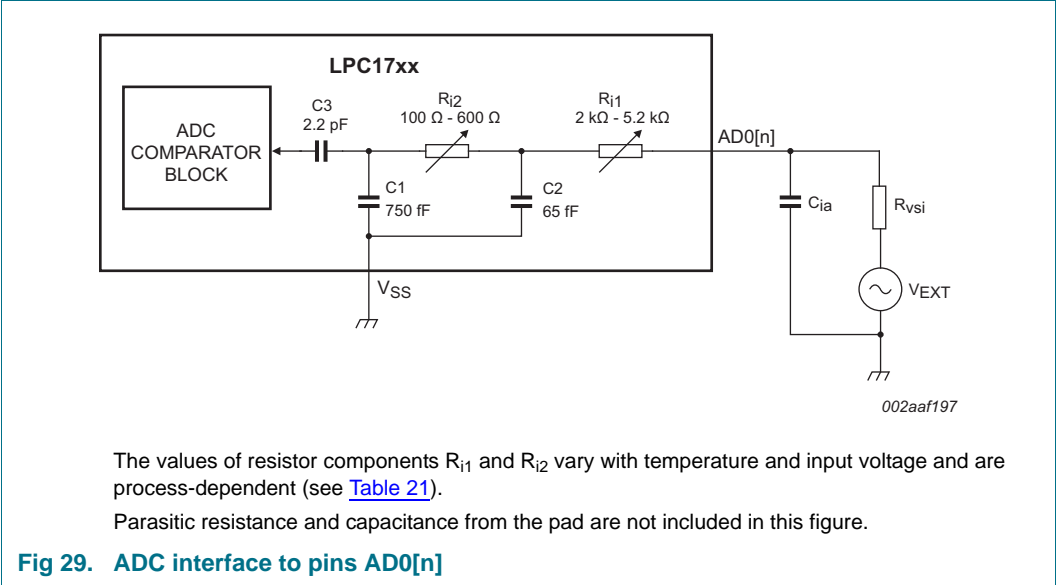 LPC17xx
ADC
COMPARATOR
BLOCK
C3
2.2 pF
Ri2
100 Ω - 600 Ω
Ri1
2 kΩ - 5.2 kΩ
AD0[n]
C1
750 fF
C2
65 fF
Cia
Rvsi
VEXT
VSS
002aaf197
The values of resistor components Ri1 and Ri2 vary with temperature and input voltage and are
process-dependent (see Table 21).
Parasitic resistance and capacitance from the pad are not included in this figure.
Fig 29. ADC interface to pins AD0[n]